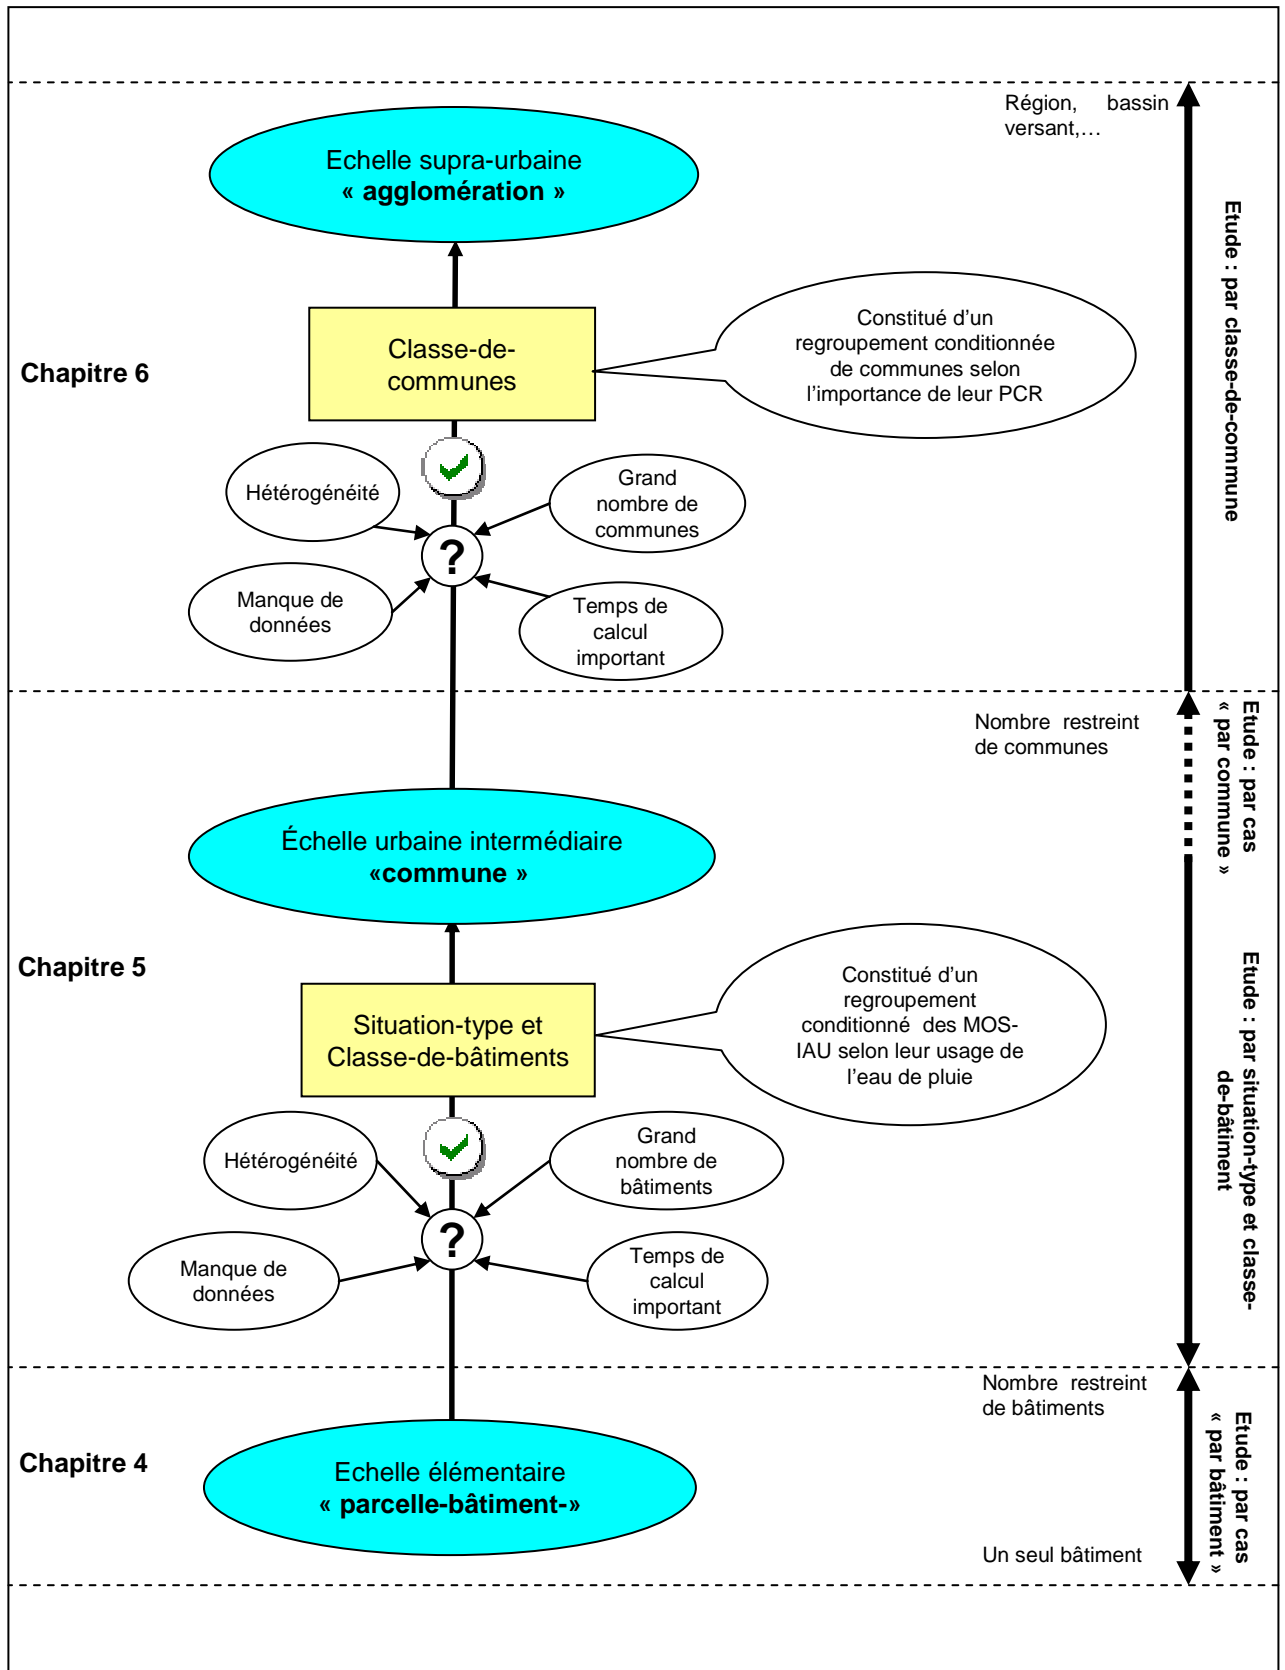 Région, bassin
versant,…
Echelle supra-urbaine
« agglomération »
Etude : par classe-de-commune
Constitué d’un
regroupement conditionnée
de communes selon
l’importance de leur PCR
Classe-de-
communes
Chapitre 6
Hétérogénéité
Grand
nombre de
communes
?
Manque de
données
Temps de
calcul
important
Nombre restreint
de communes
Etude : par cas
« par commune »
Échelle urbaine intermédiaire
«commune »
Chapitre 5
Constitué d’un
regroupement
conditionné des MOS-
IAU selon leur usage de
l’eau de pluie
Situation-type et
Classe-de-bâtiments
Etude : par situation-type et classe-
de-bâtiment
Hétérogénéité
Grand
nombre de
bâtiments
?
Manque de
données
Temps de
calcul
important
Nombre restreint
de bâtiments
Etude : par cas
« par bâtiment »
Chapitre 4
Echelle élémentaire
« parcelle-bâtiment-»
Un seul bâtiment